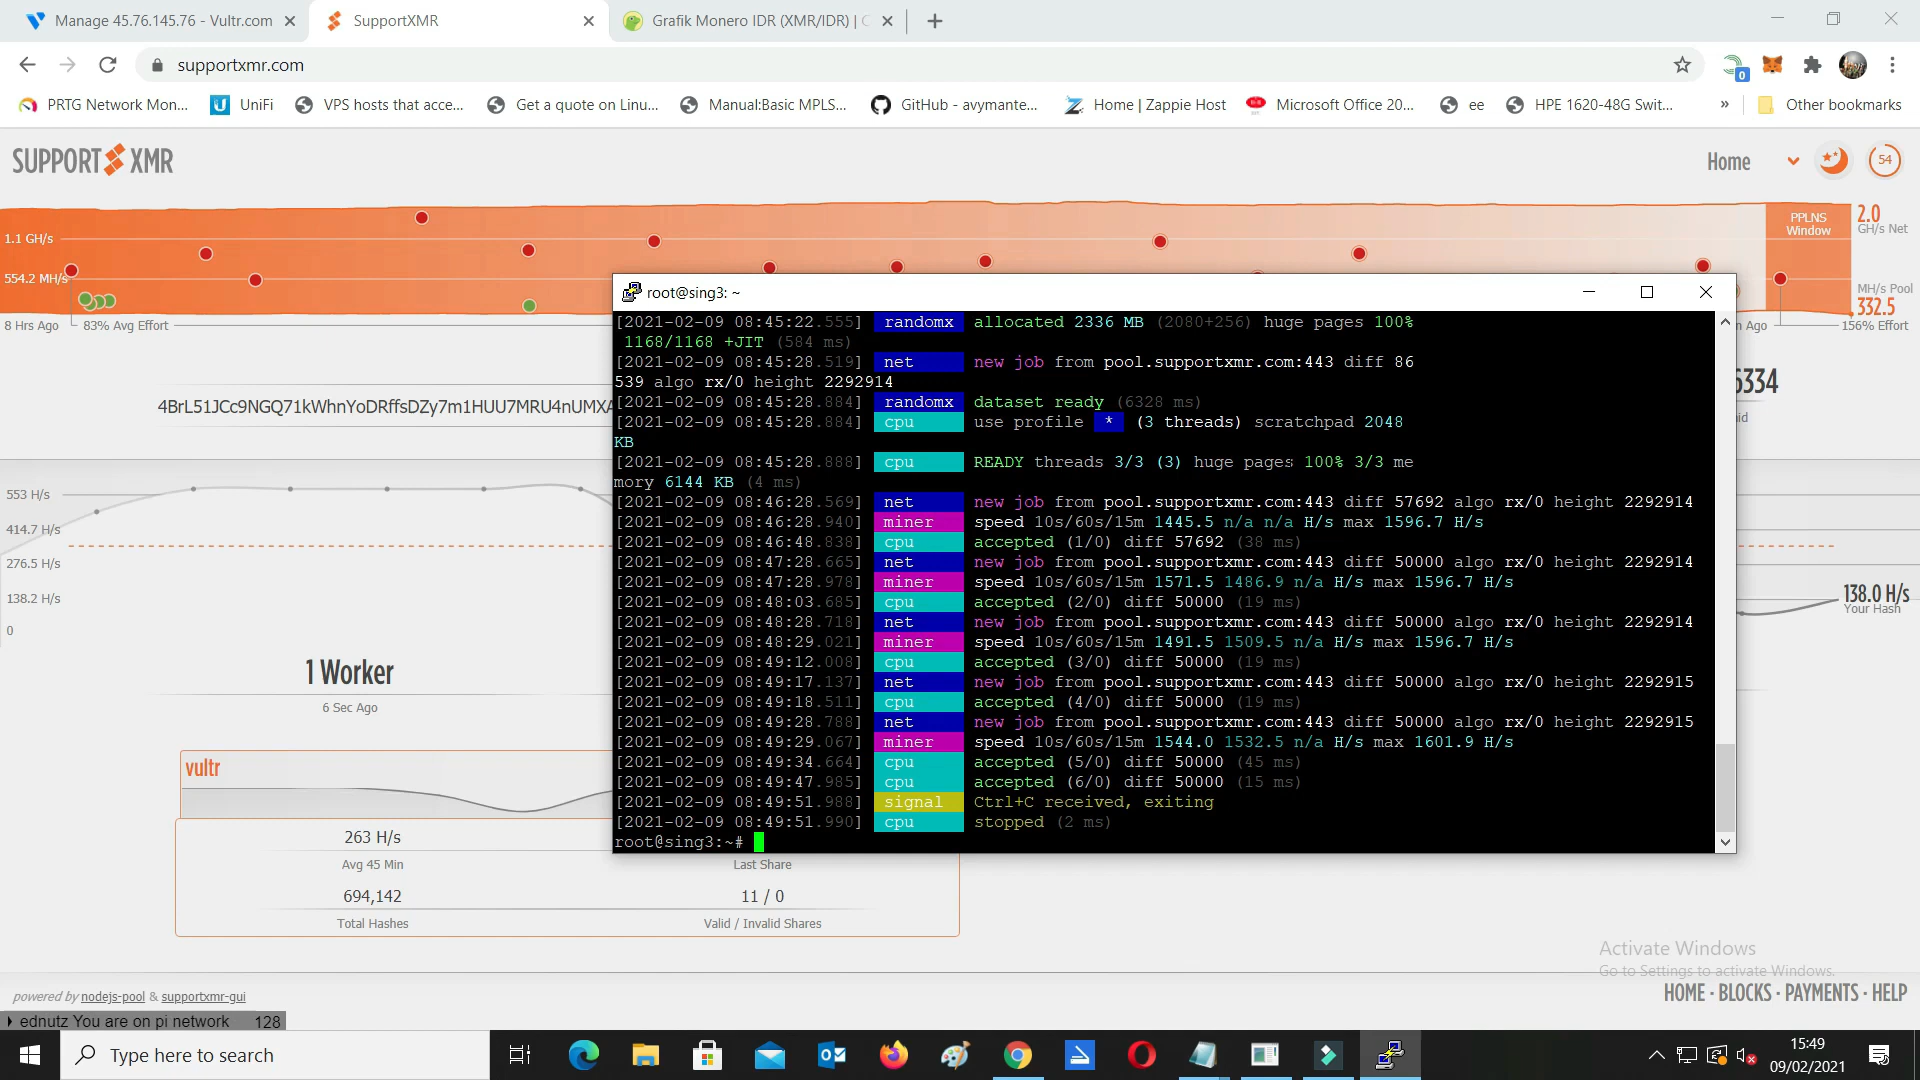 Manage 45.76.145.76 - Vultr.com
SupportXMR
Grafik Monero IDR (XMR/IDR) | C
supportxmr.com
0
PRTG Network Mon...
UniFi
VPS hosts that acce...
Get a quote on Linu...
Manual:Basic MPLS...
GitHub - avymante...
Home | Zappie Host
Microsoft Office 20...
ee
HPE 1620-48G Swit...
»
Other bookmarks
SUPPORT XMR
Home
54
1.1 GH/s
554.2 MH/s
PPLNS
Window
2.0
GH/s Net
MH/s Pool
332.5
8 Hrs Ago
83% Avg Effort
n Ago
156% Effort
4BrL51JCc9NGQ71kWhnYoDRffsDZy7m1HUU7MRU4nUMXA
6334
id
root@sing3: ~
[2021-02-09 08:45:22.555] randomx allocated 2336 MB (2080+256) huge pages 100%
1168/1168 +JIT (584 ms)
[2021-02-09 08:45:28.519] net new job from pool.supportxmr.com:443 diff 86
539 algo rx/0 height 2292914
[2021-02-09 08:45:28.884] randomx dataset ready (6328 ms)
[2021-02-09 08:45:28.884] cpu use profile * (3 threads) scratchpad 2048
KB
[2021-02-09 08:45:28.888] cpu READY threads 3/3 (3) huge pages 100% 3/3 me
mory 6144 KB (4 ms)
[2021-02-09 08:46:28.569] net new job from pool.supportxmr.com:443 diff 57692 algo rx/0 height 2292914
[2021-02-09 08:46:28.940] miner speed 10s/60s/15m 1445.5 n/a n/a H/s max 1596.7 H/s
[2021-02-09 08:46:48.838] cpu accepted (1/0) diff 57692 (38 ms)
[2021-02-09 08:47:28.665] net new job from pool.supportxmr.com:443 diff 50000 algo rx/0 height 2292914
[2021-02-09 08:47:28.978] miner speed 10s/60s/15m 1571.5 1486.9 n/a H/s max 1596.7 H/s
[2021-02-09 08:48:03.685] cpu accepted (2/0) diff 50000 (19 ms)
[2021-02-09 08:48:28.718] net new job from pool.supportxmr.com:443 diff 50000 algo rx/0 height 2292914
[2021-02-09 08:48:29.021] miner speed 10s/60s/15m 1491.5 1509.5 n/a H/s max 1596.7 H/s
[2021-02-09 08:49:12.008] cpu accepted (3/0) diff 50000 (19 ms)
[2021-02-09 08:49:17.137] net new job from pool.supportxmr.com:443 diff 50000 algo rx/0 height 2292915
[2021-02-09 08:49:18.511] cpu accepted (4/0) diff 50000 (19 ms)
[2021-02-09 08:49:28.788] net new job from pool.supportxmr.com:443 diff 50000 algo rx/0 height 2292915
[2021-02-09 08:49:29.067] miner speed 10s/60s/15m 1544.0 1532.5 n/a H/s max 1601.9 H/s
[2021-02-09 08:49:34.664] cpu accepted (5/0) diff 50000 (45 ms)
[2021-02-09 08:49:47.985] cpu accepted (6/0) diff 50000 (15 ms)
[2021-02-09 08:49:51.988] signal Ctrl+C received, exiting
[2021-02-09 08:49:51.990] cpu stopped (2 ms)
root@sing3:~#
553 H/s
414.7 H/s
276.5 H/s
138.2 H/s
0
138.0 H/s
Your Hash
1 Worker
6 Sec Ago
vultr
263 H/s
Avg 45 Min
Last Share
694,142
11 / 0
Total Hashes
Valid / Invalid Shares
Activate Windows
Go to Settings to activate Windows.
powered by nodejs-pool & supportxmr-gui
HOME · BLOCKS · PAYMENTS · HELP
ednutz You are on pi network 128
Type here to search
15:49
09/02/2021